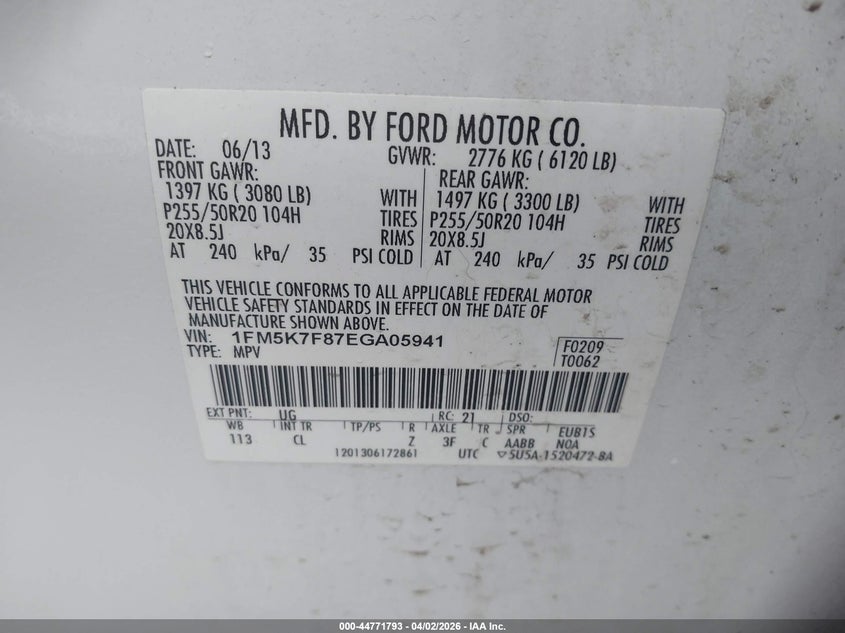 MFD. BY FORD MOTOR CO.
DATE: 06/13 GVWR: 2776 KG ( 6120 LB)
FRONT GAWR: REAR GAWR:
1397 KG ( 3080 LB) WITH 1497 KG ( 3300 LB) WITH
P255/50R20 104H TIRES P255/50R20 104H TIRES
20X8.5J RIMS 20X8.5J RIMS
AT 240 kPa/ 35 PSI COLD AT 240 kPa/ 35 PSI COLD
THIS VEHICLE CONFORMS TO ALL APPLICABLE FEDERAL MOTOR
VEHICLE SAFETY STANDARDS IN EFFECT ON THE DATE OF
MANUFACTURE SHOWN ABOVE.
VIN: 1FM5K7F87EGA05941 F0209
TYPE: MPV T0062
EXT PNT: UG RC: 21 DSO:
WB INT TR TP/PS R AXLE TR SPR EUB1S
113 CL Z 3F C AABB NOA
1201306172861 UTC ▽5U5A-1520472-BA
000-44771793 - 04/02/2026 - IAA Inc.